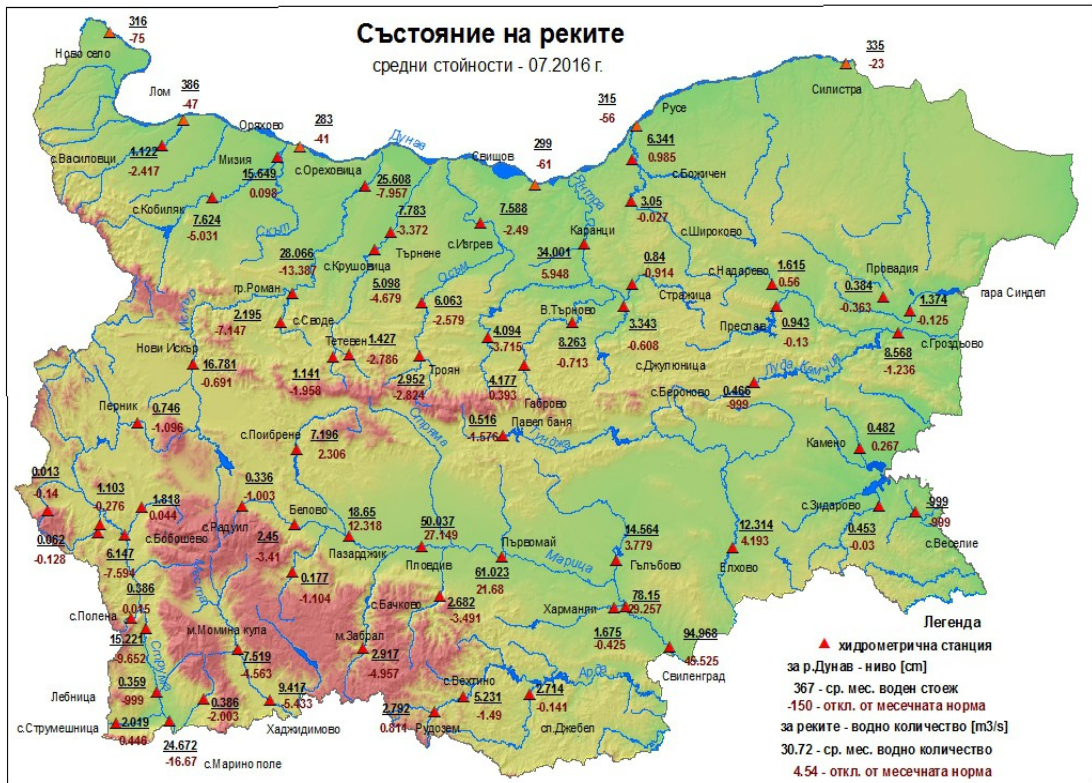 Състояние на реките
средни стойности - 07.2016 г.
316
-75
Ново село
Лом
386
-47
Оряхово
283
-41
Дунав
Свищов
299
-61
315
-56
Русе
335
-23
Силистра
с.Василовци
4.122
-2.417
Мизия
15.649
0.098
с.Ореховица
25.608
-7.957
Янтра
6.341
0.985
с.Божичен
с.Кобиляк
7.624
-5.031
Скът
7.783
-3.372
Търнене
7.588
-2.49
с.Изгрев
Каранци
34.001
5.948
3.05
-0.027
с.Широково
28.066
-13.387
с.Крушовица
5.098
-4.679
Осъм
0.84
-0.914
Стражица
с.Надарево
1.615
0.56
Провадия
0.384
-0.363
гара Синдел
1.374
-0.125
гр.Роман
Искър
2.195
-7.147
с.Своде
6.063
-2.579
В.Търново
8.263
-0.713
3.343
-0.608
с.Джулюница
Преслав
0.943
-0.13
с.Гроздьово
8.568
-1.236
Нови Искър
16.781
-0.691
Тетевен
1.427
-2.786
1.141
-1.958
Троян
2.952
-2.824
4.094
-3.715
4.177
0.393
Габрово
с.Бероново
0.466
-999
Луда Камчия
Перник
0.746
-1.096
с.Поибрене
7.196
2.306
Стряма
0.516
-1.576
Павел баня
Тунджа
Камено
0.482
0.267
0.013
-0.14
1.103
-0.276
1.818
0.044
0.336
-1.003
с.Радуил
Белово
18.65
12.318
Пазарджик
50.037
27.149
Пловдив
Първомай
61.023
21.68
Марица
14.564
3.779
Гълъбово
12.314
4.193
Елхово
с.Зидарово
0.453
-0.03
-999
-999
с.Веселие
0.062
-0.128
с.Бобошево
6.147
-7.594
2.45
-3.41
0.177
-1.104
с.Бачково
2.682
-3.491
Харманли
78.15
29.257
1.675
-0.425
94.968
45.525
Свиленград
0.386
0.015
с.Полена
15.221
-9.652
Места
м.Момина кула
7.519
-4.563
м.Забрал
2.917
-4.957
Струма
Лебница
0.359
-999
0.386
-2.003
9.417
-5.433
Хаджидимово
с.Вехтино
5.231
-1.49
Арда
2.714
-0.141
сп.Джебел
2.792
0.814
Рудозем
с.Струмешница
2.019
0.446
24.672
-16.67
с.Марино поле
Легенда
хидрометрична станция
за р.Дунав - ниво [cm]
367 - ср. мес. воден стоеж
-150 - откл. от месечната норма
за реките - водно количество [m3/s]
30.72 - ср. мес. водно количество
4.54 - откл. от месечната норма